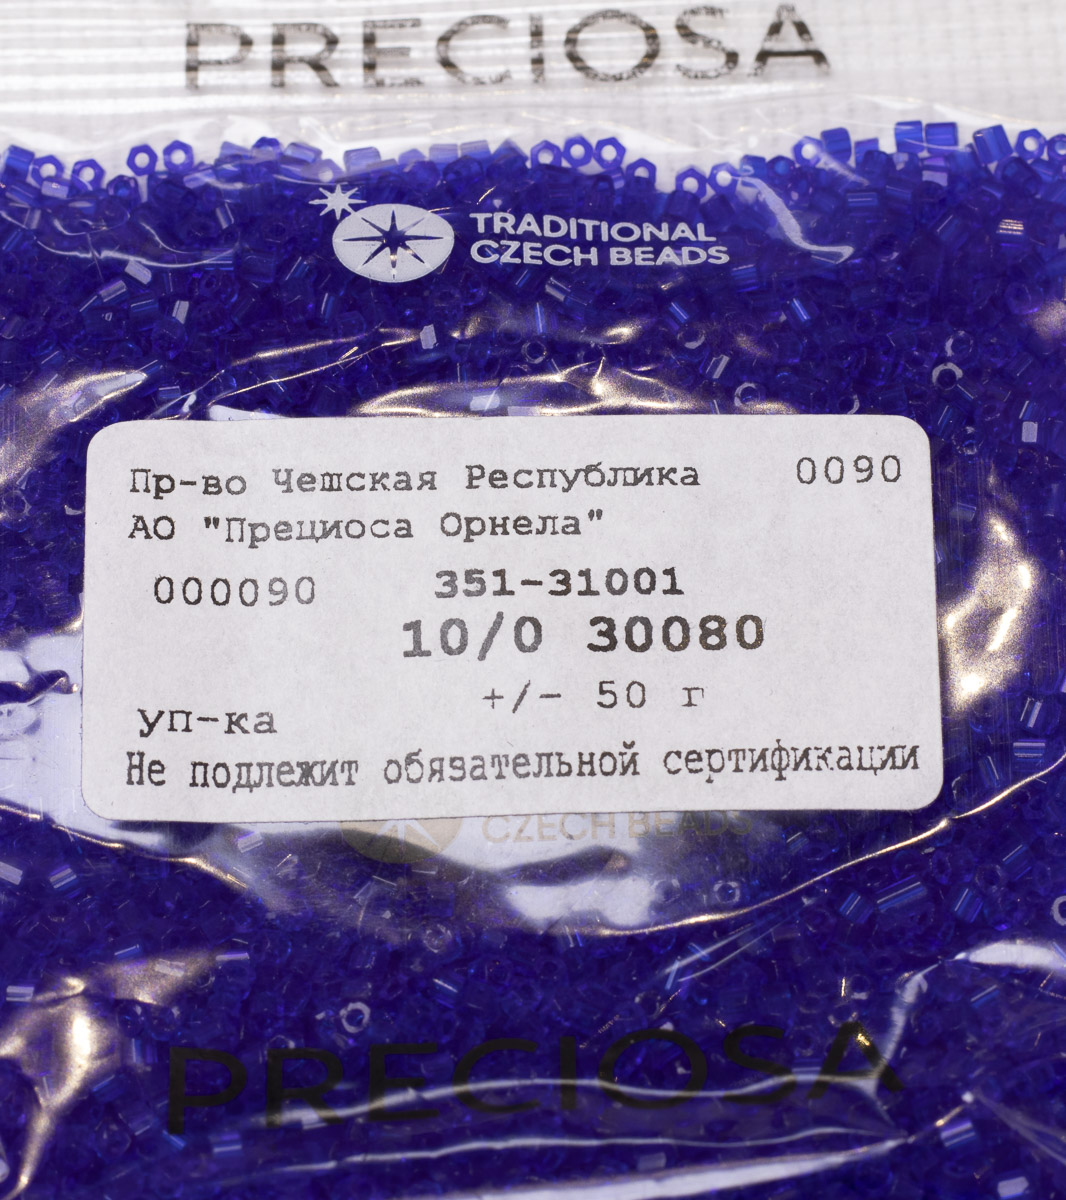 PRECIOSA
TRADITIONAL
CZECH BEADS
Пр-во Чешская Республика 0090
АО "Прециоса Орнела"
000090 351-31001
10/0 30080
+/- 50 г
уп-ка
Не подлежит обязательной сертификации
CZECH BEADS
PRECIOSA